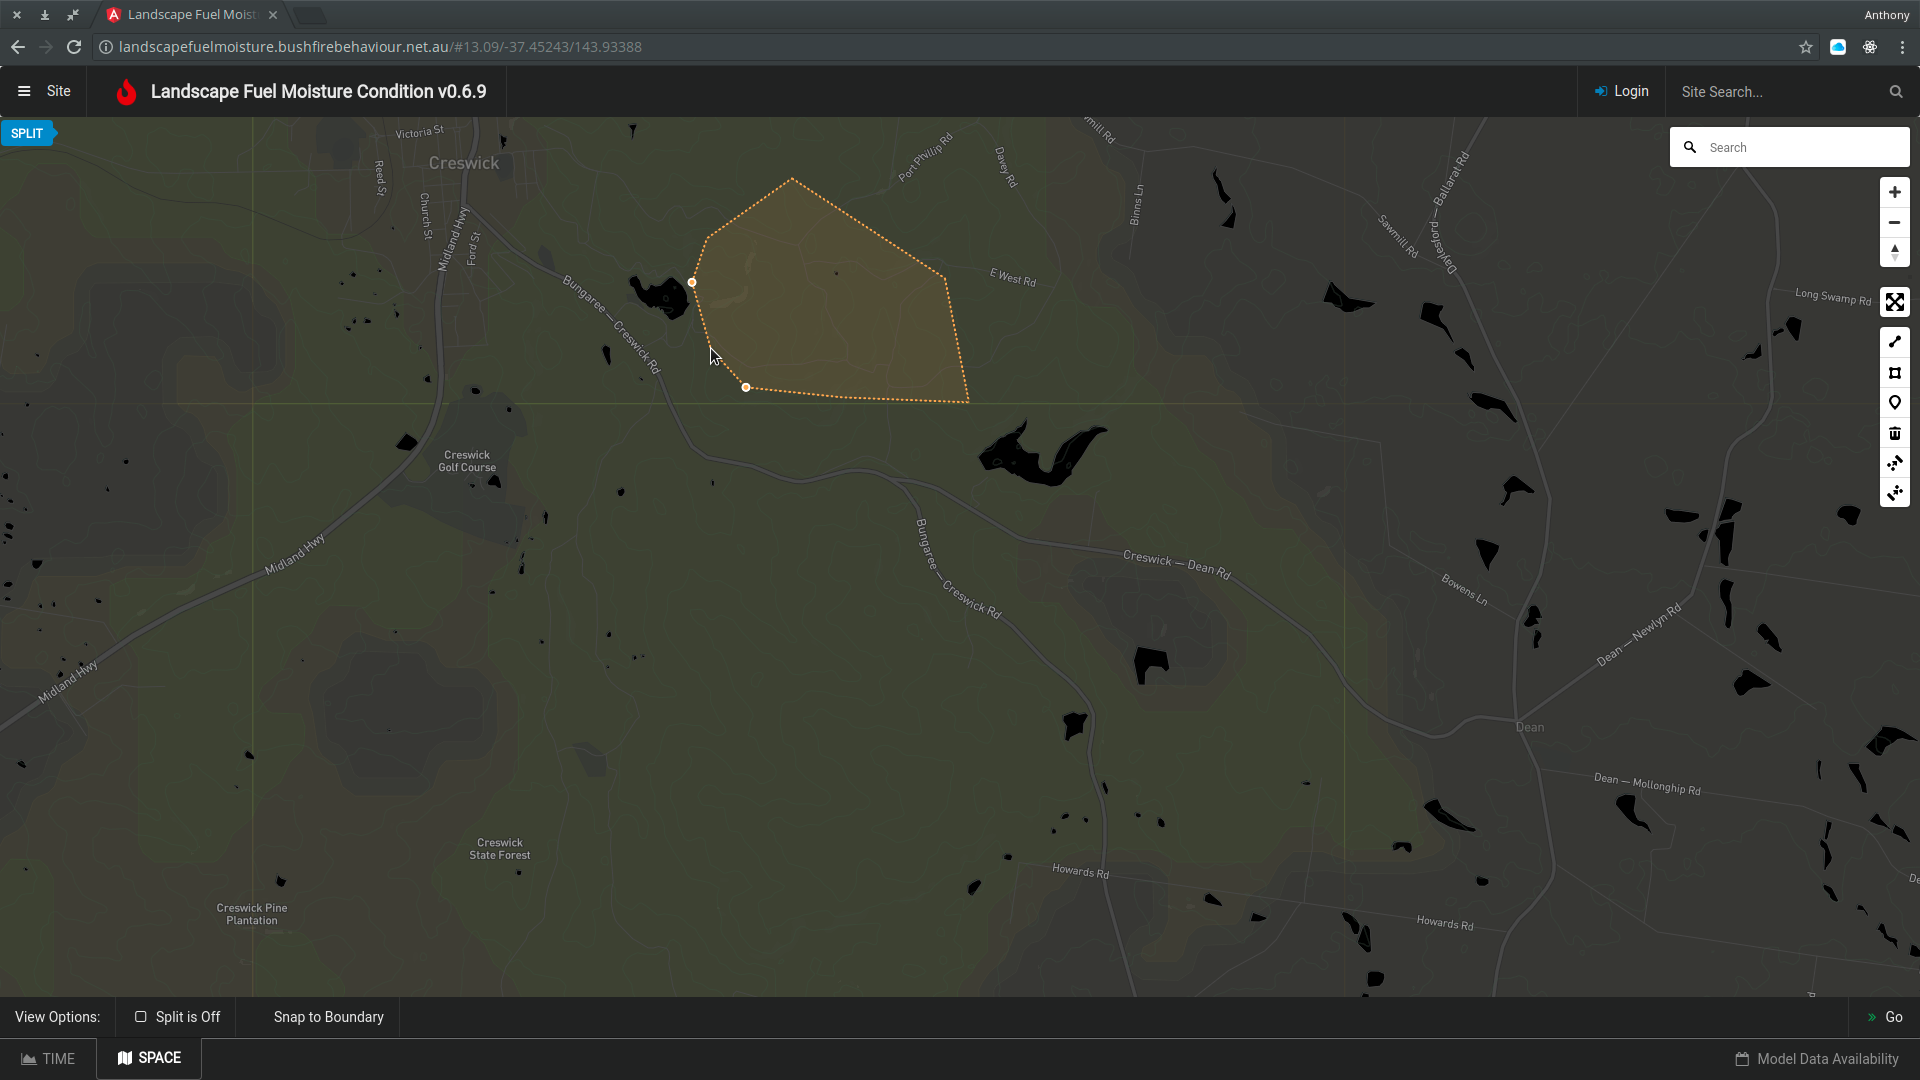 Landscape Fuel Moist
Anthony
landscapefuelmoisture.bushfirebehaviour.net.au/#13.09/-37.45243/143.93388
Site
Landscape Fuel Moisture Condition v0.6.9
Login
Site Search...
SPLIT
Search
Victoria St
Creswick
Reed St
Church St
Midland Hwy
Ford St
Port Phillip Rd
Davey Rd
mill Rd
Binns Ln
Sawmill Rd
Daylesford — Ballarat Rd
Long Swamp Rd
E West Rd
Bungaree — Creswick Rd
Creswick
Golf Course
Midland Hwy
Bungaree — Creswick Rd
Creswick — Dean Rd
Bowens Ln
Dean — Newlyn Rd
Midland Hwy
Dean
Dean — Mollonghip Rd
Creswick
State Forest
Howards Rd
De
Creswick Pine
Plantation
Howards Rd
View Options:
Split is Off
Snap to Boundary
Go
TIME
SPACE
Model Data Availability